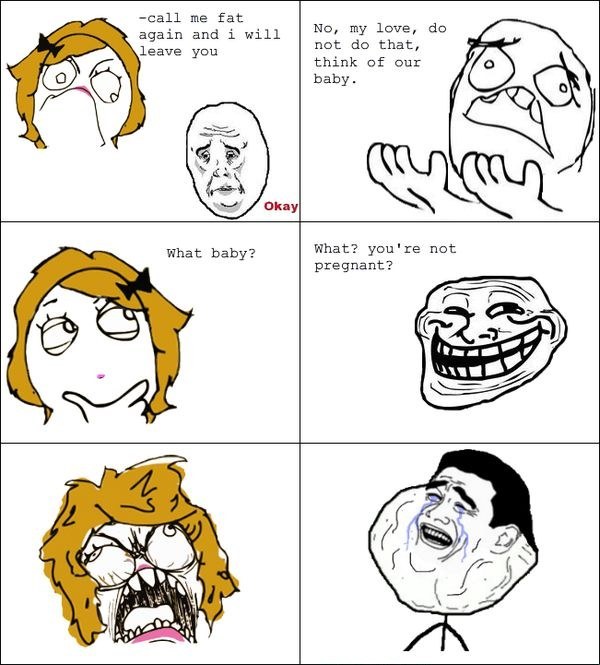 -call me fat
again and i will
leave you
Okay
No, my love, do
not do that,
think of our
baby.
What baby?
What? you're not
pregnant?